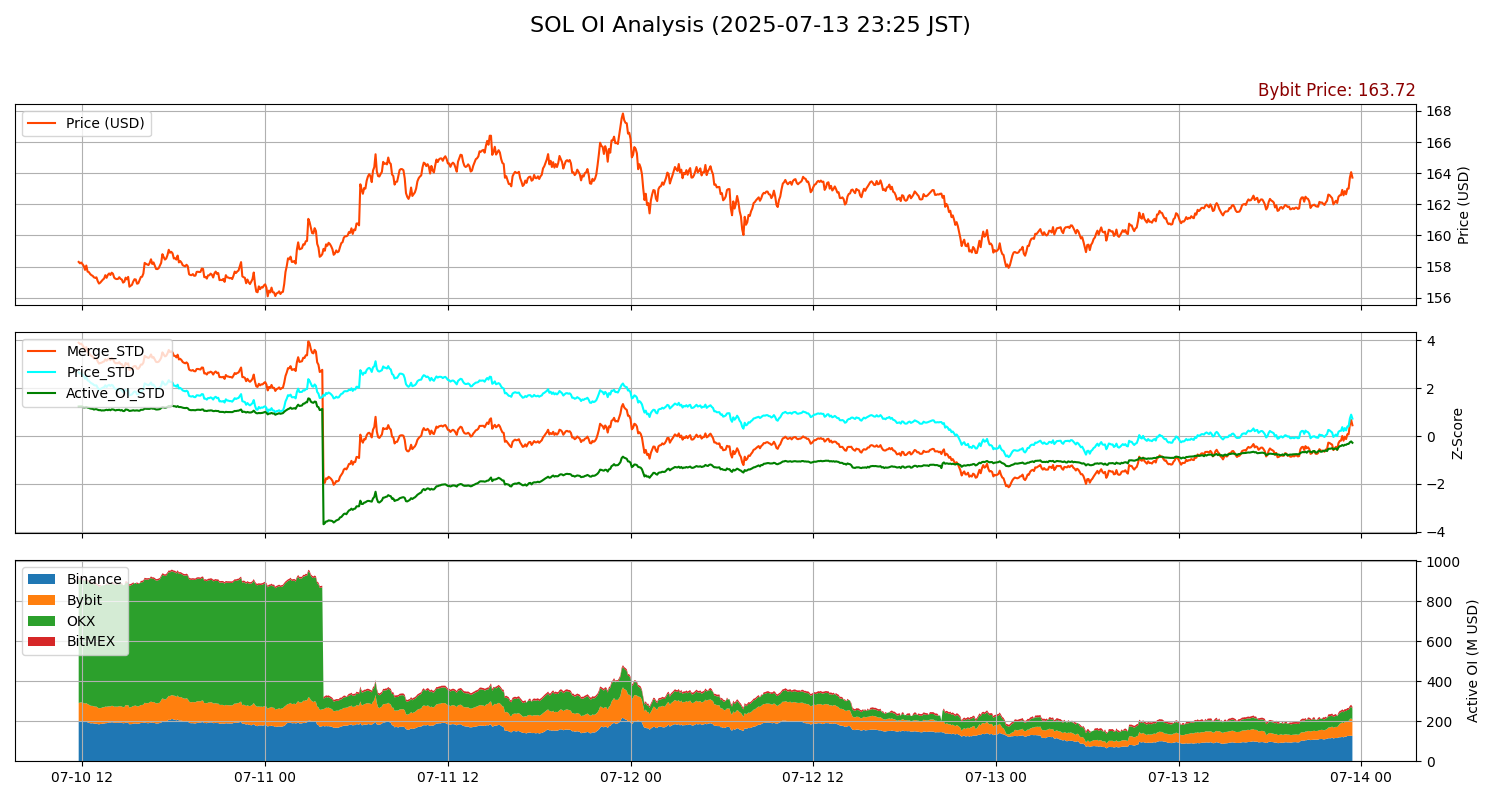 SOL OI Analysis (2025-07-13 23:25 JST)
Bybit Price: 163.72
Price (USD)
168
166
164
162
160
158
156
Price (USD)
Merge_STD
Price_STD
Active_OI_STD
4
2
0
−2
−4
Z-Score
Binance
Bybit
OKX
BitMEX
1000
800
600
400
200
0
Active OI (M USD)
07-10 12
07-11 00
07-11 12
07-12 00
07-12 12
07-13 00
07-13 12
07-14 00